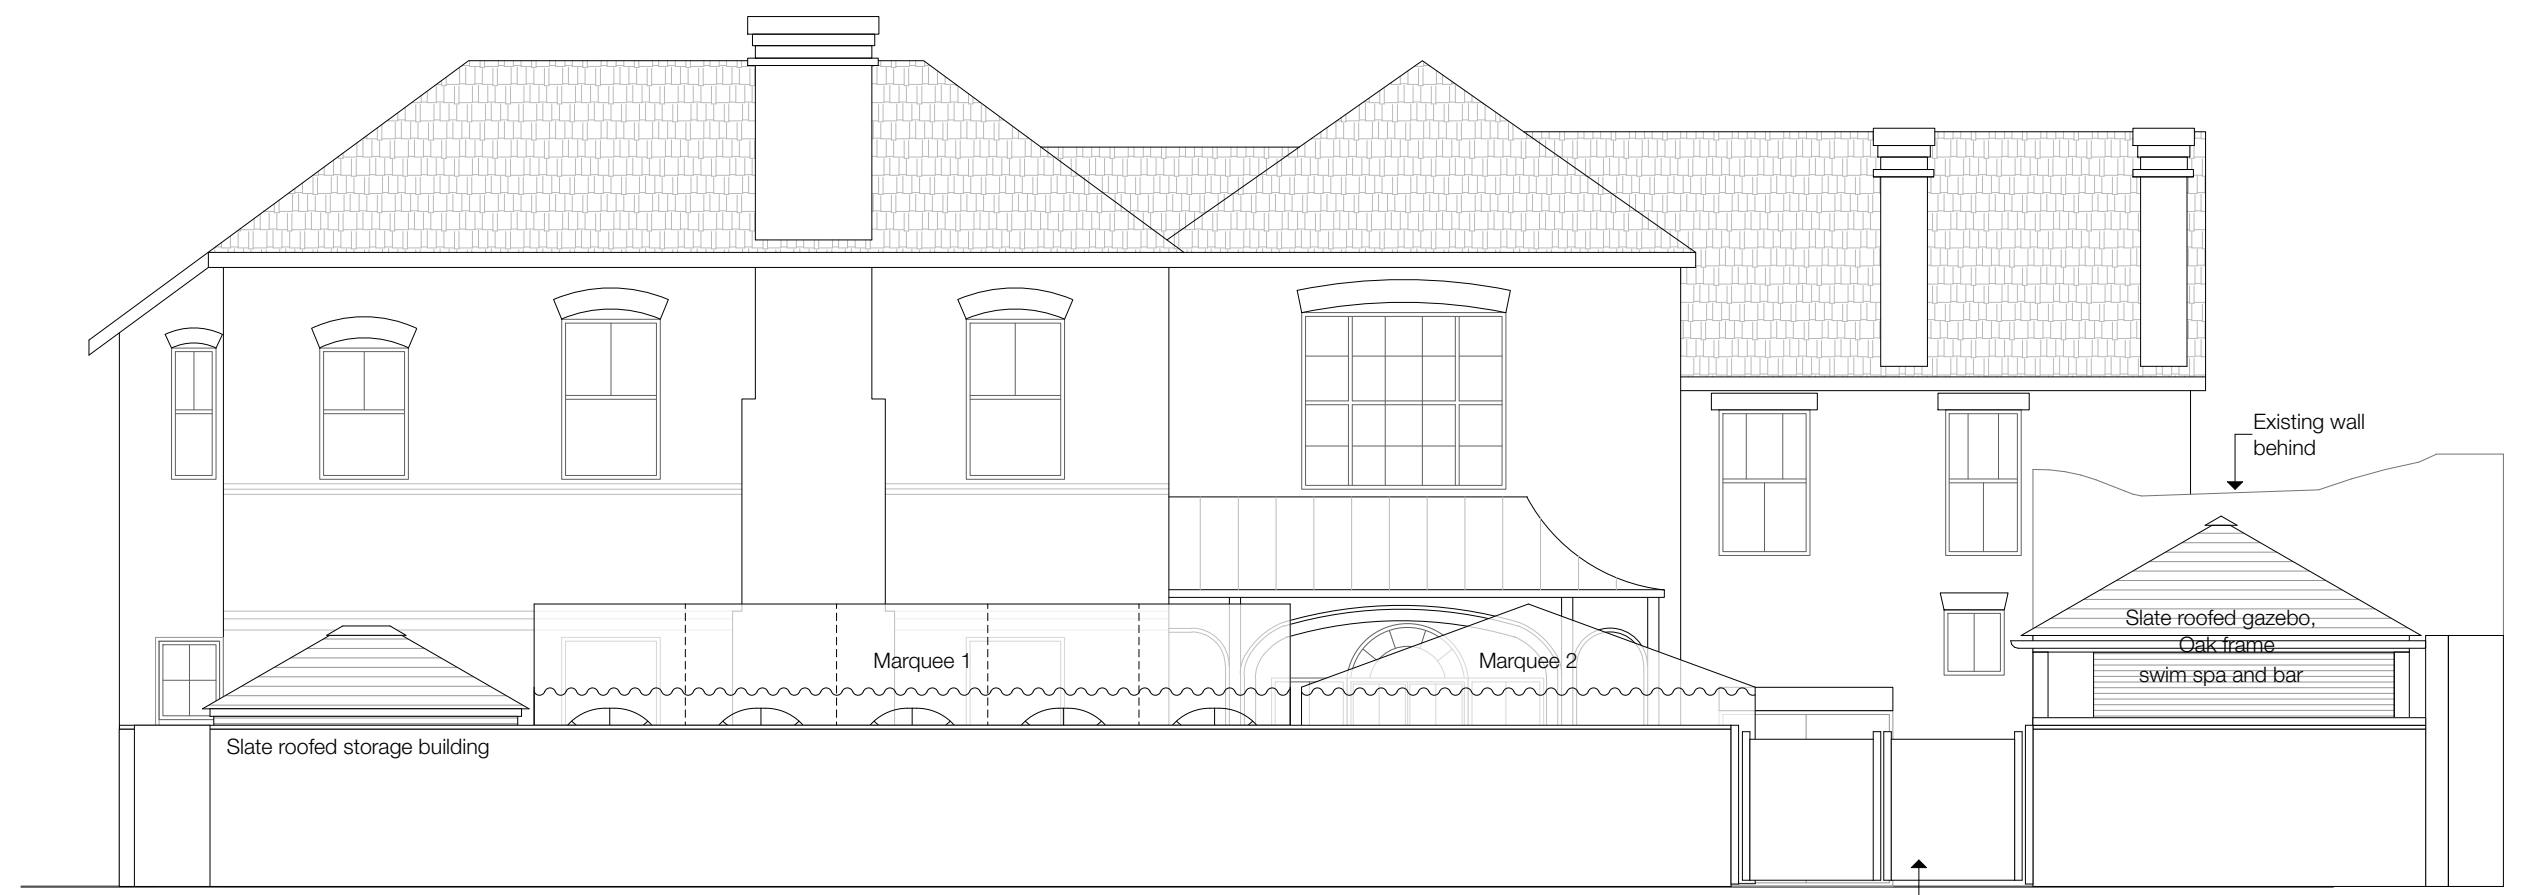 Existing wall
behind
Slate roofed gazebo,
Oak frame
swim spa and bar
Marquee 1
Marquee 2
Slate roofed storage building